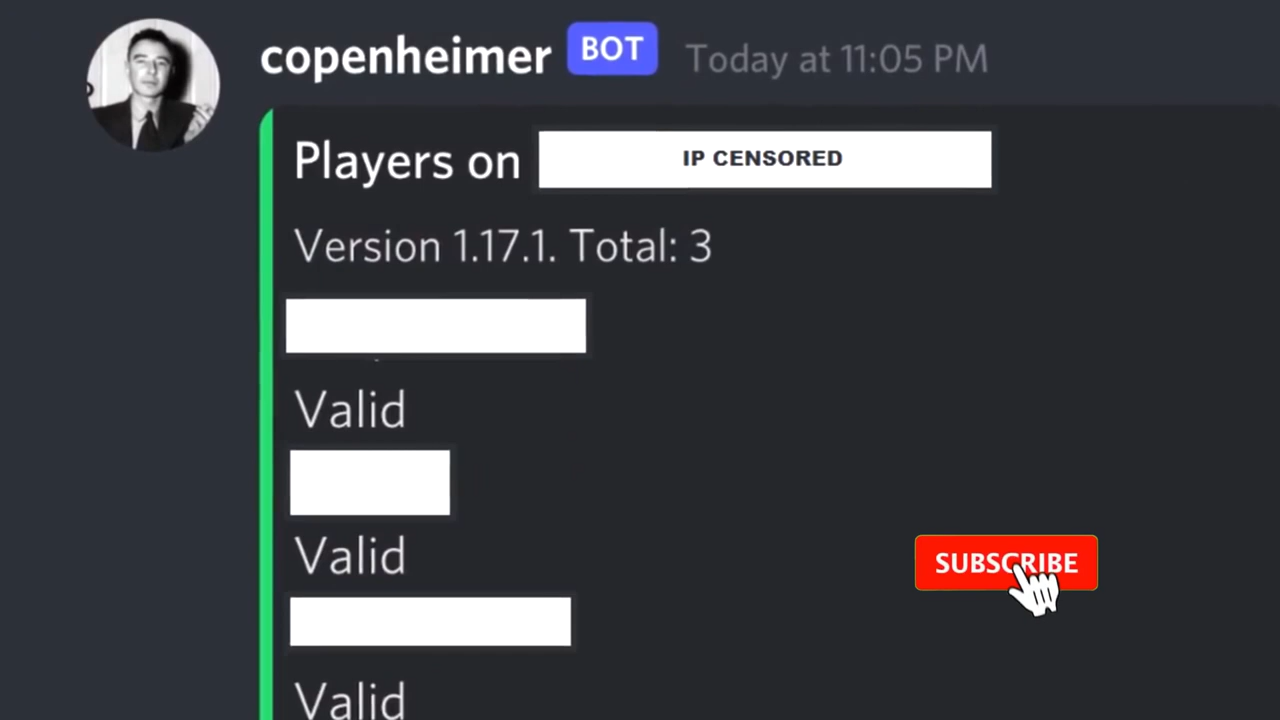 copenheimer BOT Today at 11:05 PM
Players on IP CENSORED
Version 1.17.1. Total: 3
Valid
Valid
SUBSCRIBE
Valid